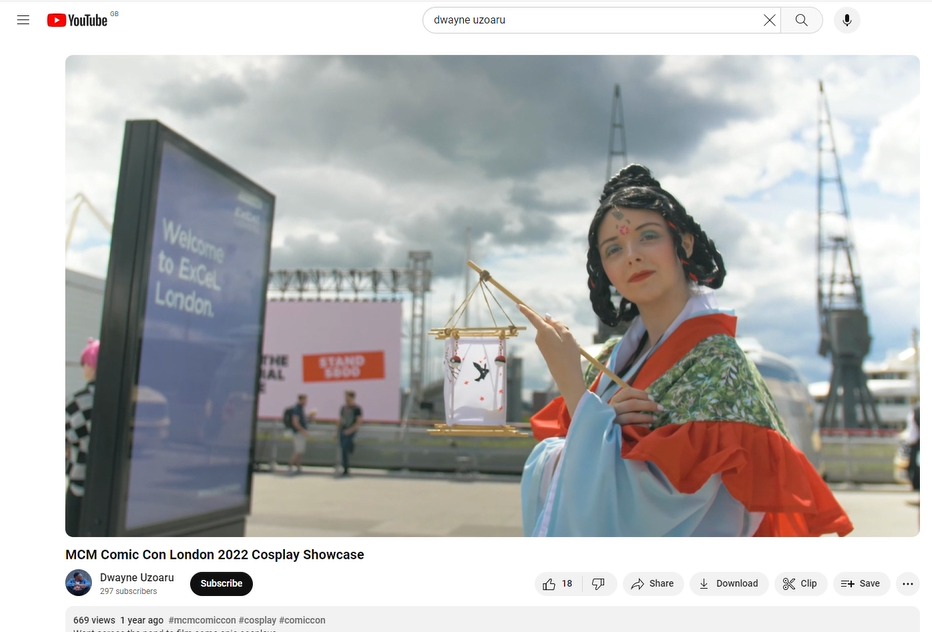 YouTube GB
dwayne uzoaru
Welcome
to ExCeL
London.
THE
STAND
S600
MCM Comic Con London 2022 Cosplay Showcase
Dwayne Uzoaru
297 subscribers
Subscribe
18
Share
Download
Clip
Save
669 views 1 year ago #mcmcomiccon #cosplay #comiccon